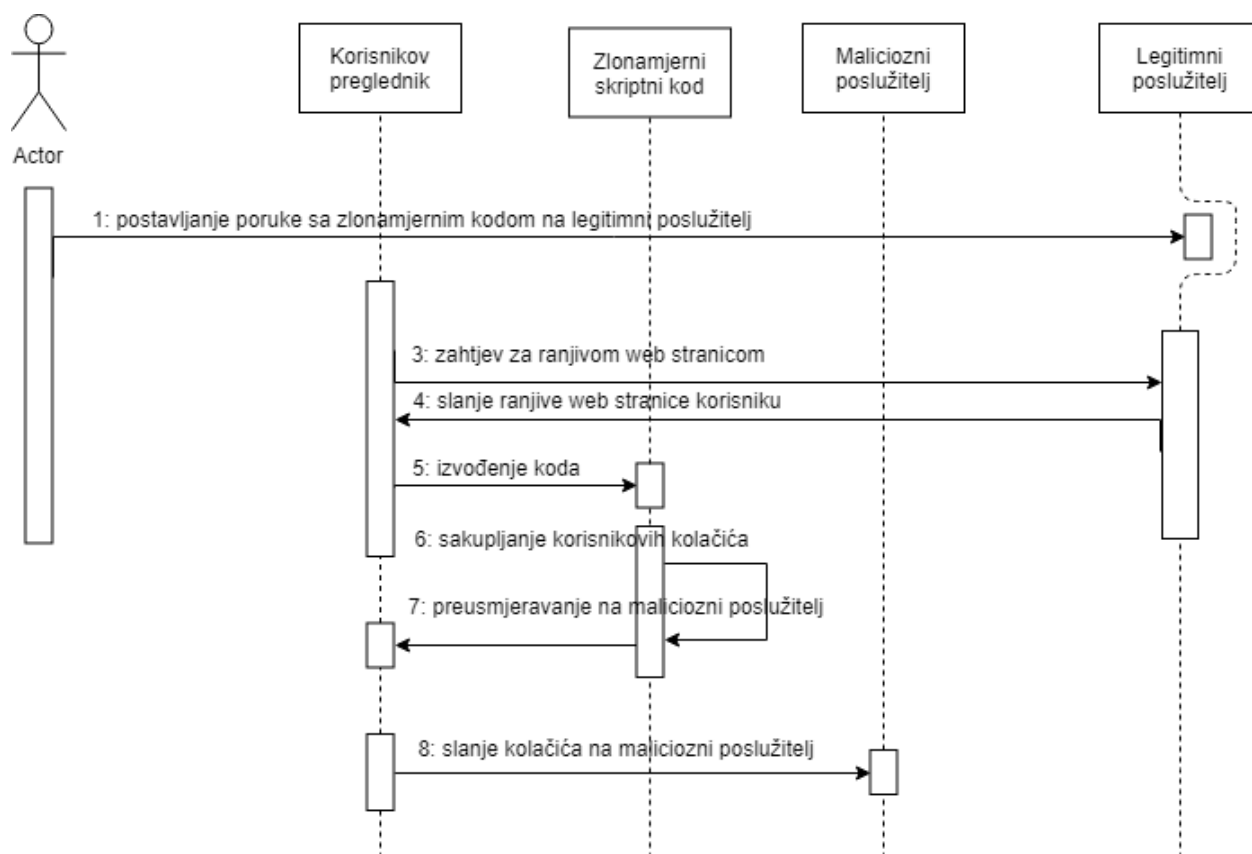 Korisnikov
preglednik
Zlonamjerni
skriptni kod
Maliciozni
poslužitelj
Legitimni
poslužitelj
Actor
1: postavljanje poruke sa zlonamjernim kodom na legitimni poslužitelj
3: zahtjev za ranjivom web stranicom
4: slanje ranjive web stranice korisniku
5: izvođenje koda
6: sakupljanje korisnikovih kolačića
7: preusmjeravanje na maliciozni poslužitelj
8: slanje kolačića na maliciozni poslužitelj